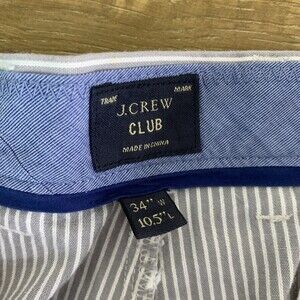 TRADE MARK
J.CREW
CLUB
MADE IN CHINA
34" W
10.5" L